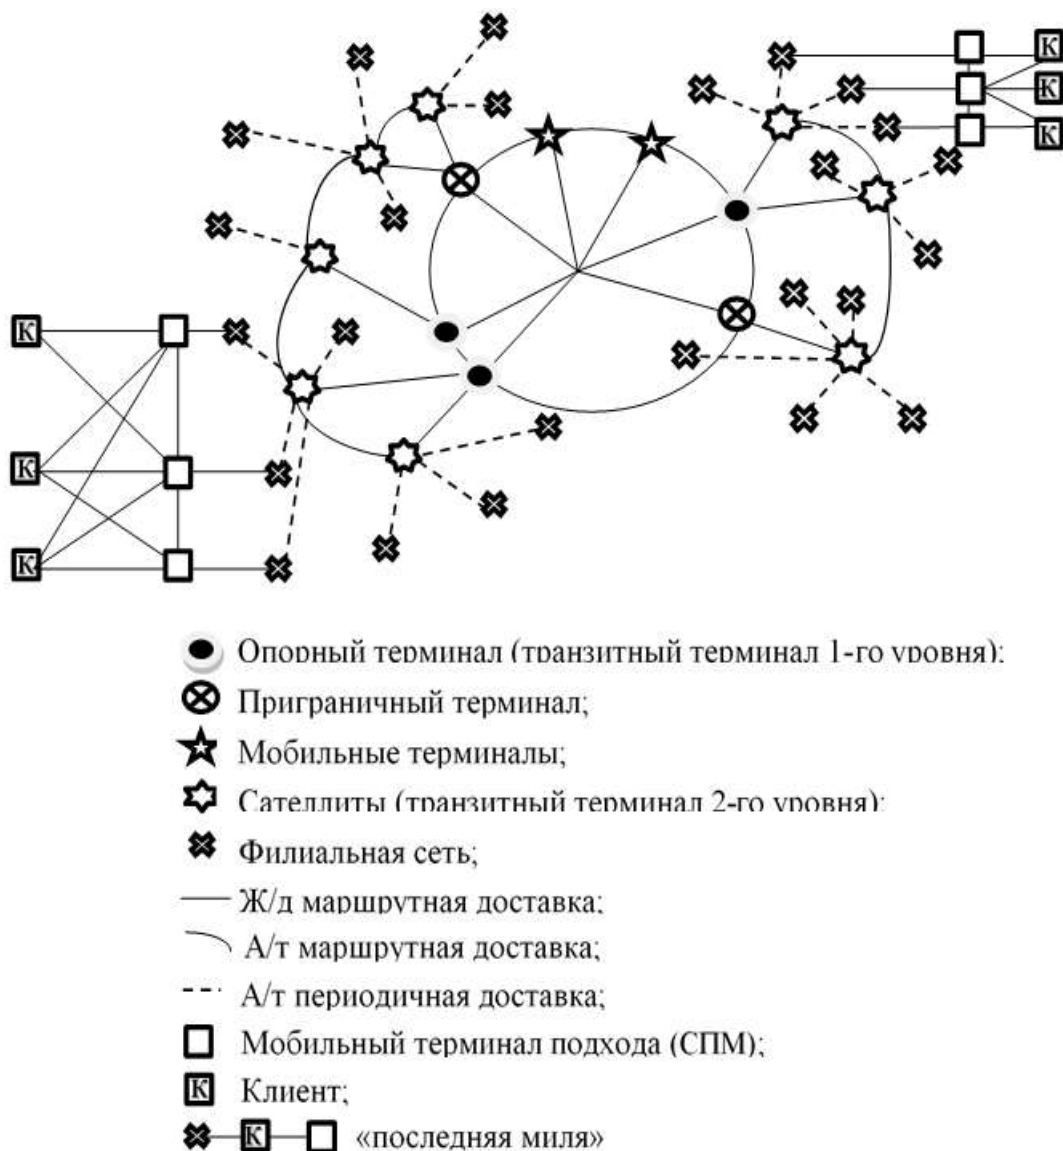 К
К
К
К
К
К
Опорный терминал (транзитный терминал 1-го уровня);
Приграничный терминал;
Мобильные терминалы;
Сателлиты (транзитный терминал 2-го уровня);
Филиальная сеть;
Ж/д маршрутная доставка;
А/т маршрутная доставка;
А/т периодичная доставка;
Мобильный терминал подхода (СПМ);
К Клиент;
К «последняя миля»